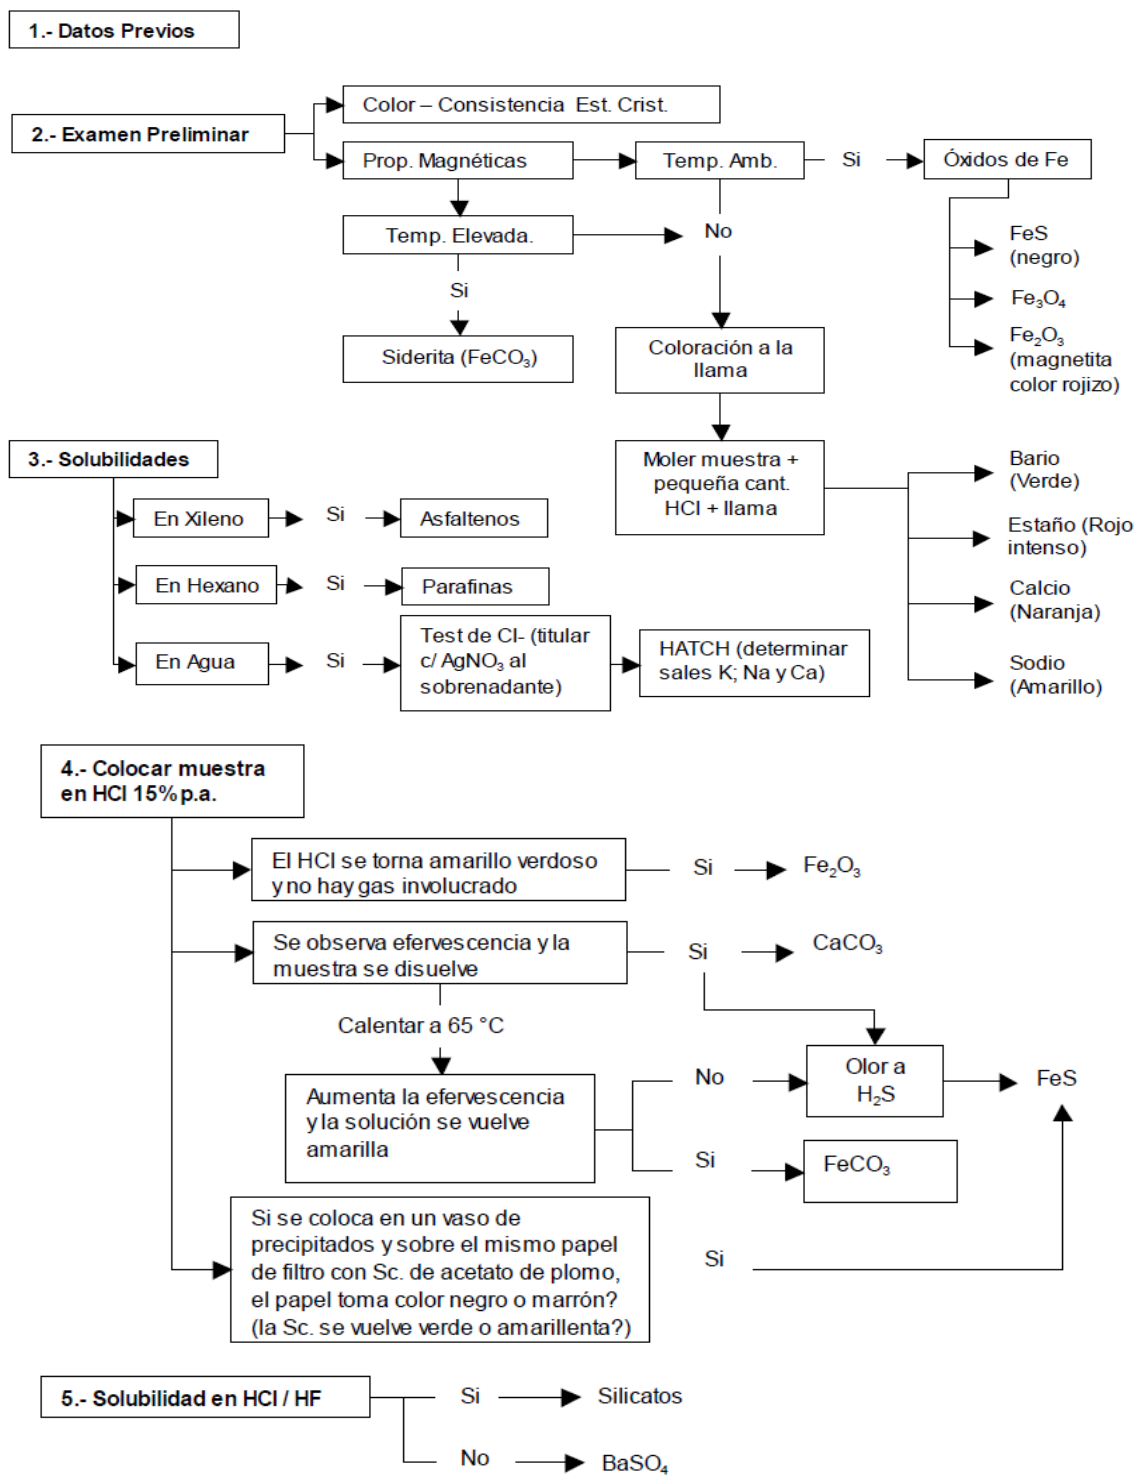 1.- Datos Previos
2.- Examen Preliminar
Color – Consistencia Est. Crist.
Prop. Magnéticas
Temp. Amb.
Si
Óxidos de Fe
Temp. Elevada.
No
FeS
(negro)
Fe₃O₄
Fe₂O₃
(magnetita
color rojizo)
Si
Siderita (FeCO₃)
Coloración a la
llama
Moler muestra +
pequeña cant.
HCl + llama
Bario
(Verde)
Estaño (Rojo
intenso)
Calcio
(Naranja)
Sodio
(Amarillo)
3.- Solubilidades
En Xileno
Si
Asfaltenos
En Hexano
Si
Parafinas
En Agua
Si
Test de Cl- (titular
c/ AgNO₃ al
sobrenadante)
HATCH (determinar
sales K; Na y Ca)
4.- Colocar muestra
en HCl 15% p.a.
El HCl se torna amarillo verdoso
y no hay gas involucrado
Si
Fe₂O₃
Se observa efervescencia y la
muestra se disuelve
Si
CaCO₃
Calentar a 65 °C
Aumenta la efervescencia
y la solución se vuelve
amarilla
No
Olor a
H₂S
FeS
Si
FeCO₃
Si se coloca en un vaso de
precipitados y sobre el mismo papel
de filtro con Sc. de acetato de plomo,
el papel toma color negro o marrón?
(la Sc. se vuelve verde o amarillenta?)
Si
5.- Solubilidad en HCl / HF
Si
Silicatos
No
BaSO₄